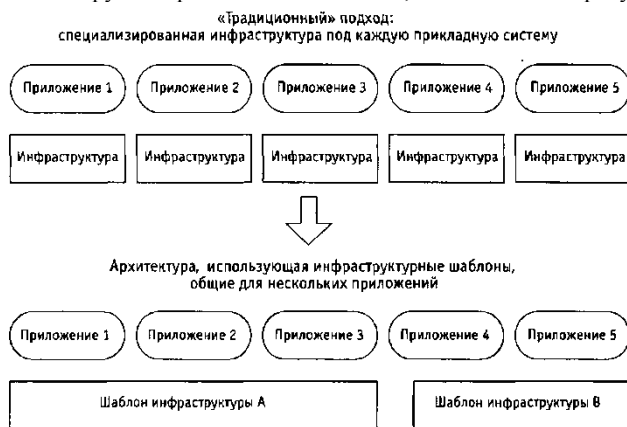 «Традиционный» подход:
специализированная инфраструктура под каждую прикладную систему
Приложение 1 Приложение 2 Приложение 3 Приложение 4 Приложение 5
Инфраструктура Инфраструктура Инфраструктура Инфраструктура Инфраструктура
Архитектура, использующая инфраструктурные шаблоны,
общие для нескольких приложений
Приложение 1 Приложение 2 Приложение 3 Приложение 4 Приложение 5
Шаблон инфраструктуры А Шаблон инфраструктуры В